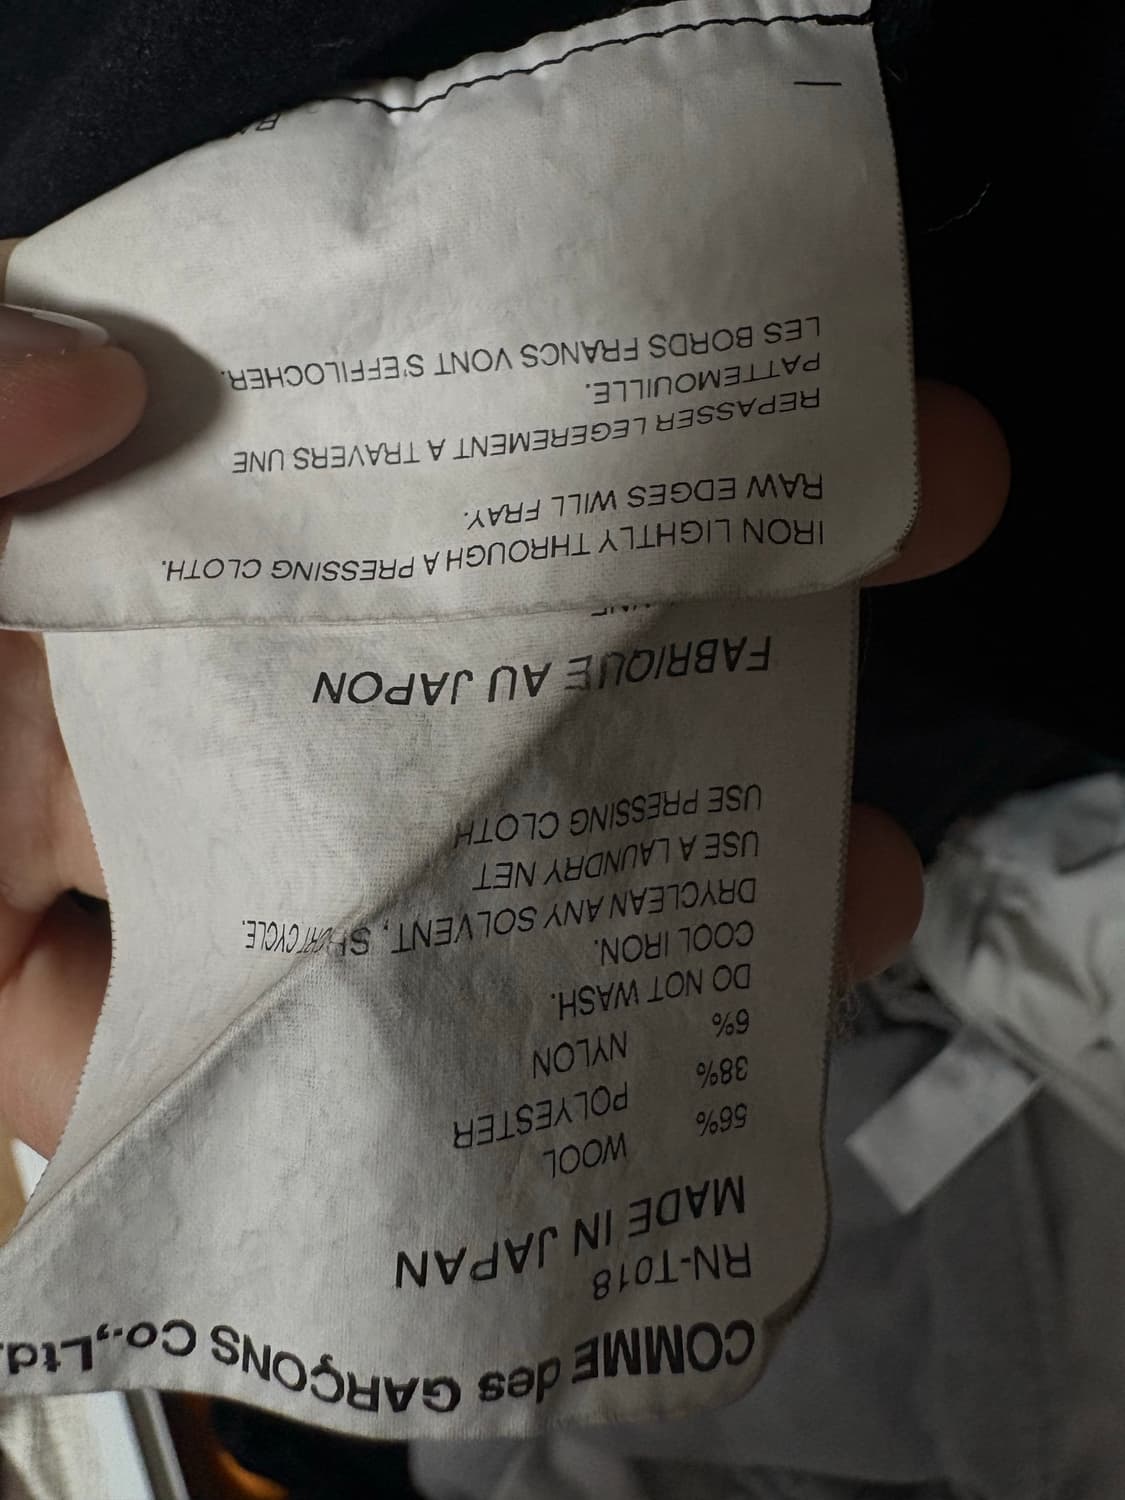 COMME des GARÇONS Co.,Ltd.
RN-T018
MADE IN JAPAN
WOOL 56%
POLYESTER 38%
NYLON 6%
DO NOT WASH.
COOL IRON.
DRYCLEAN ANY SOLVENT, SHORT CYCLE.
USE A LAUNDRY NET
USE PRESSING CLOTH
FABRIQUE AU JAPON
IRON LIGHTLY THROUGH A PRESSING CLOTH.
RAW EDGES WILL FRAY.
REPASSER LEGEREMENT A TRAVERS UNE
PATTEMOUILLE.
LES BORDS FRANCS VONT S'EFFILOCHER.